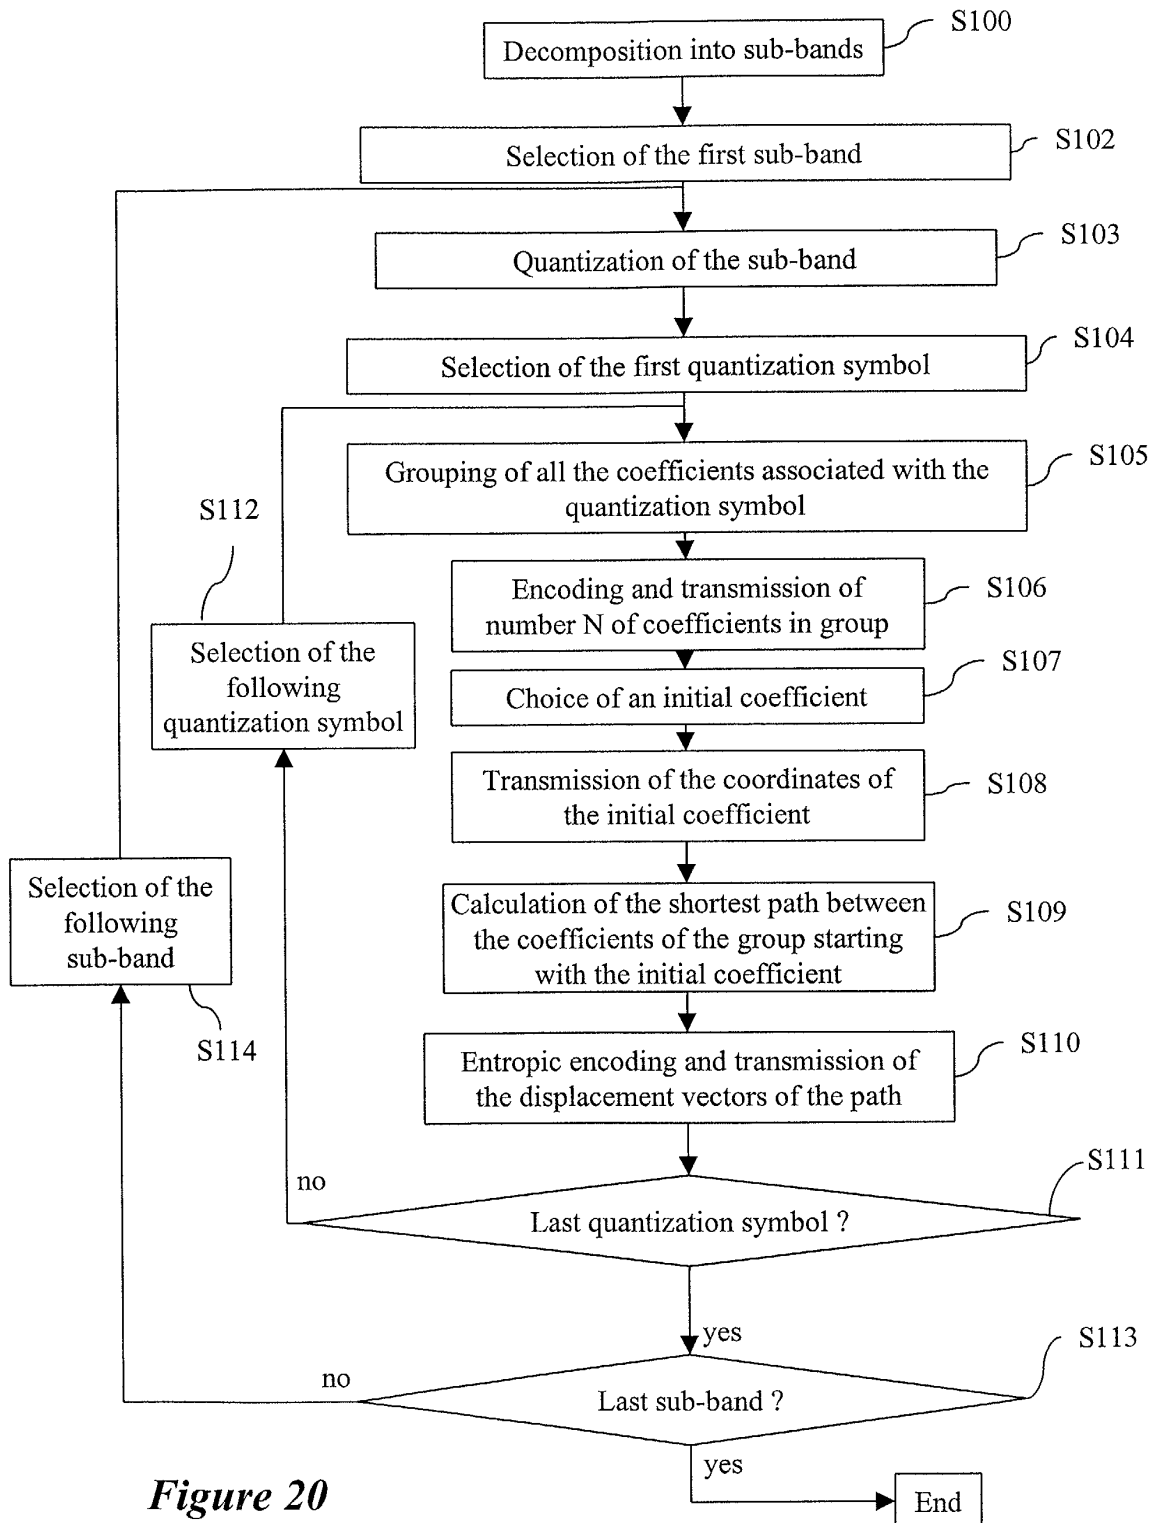 S100
Decomposition into sub-bands
S102
Selection of the first sub-band
S103
Quantization of the sub-band
S104
Selection of the first quantization symbol
S105
Grouping of all the coefficients associated with the
quantization symbol
S112
S106
Encoding and transmission of
number N of coefficients in group
Selection of the
following
quantization symbol
S107
Choice of an initial coefficient
S108
Transmission of the coordinates of
the initial coefficient
Selection of the
following
sub-band
S109
Calculation of the shortest path between
the coefficients of the group starting
with the initial coefficient
S114
S110
Entropic encoding and transmission of
the displacement vectors of the path
S111
no
Last quantization symbol ?
yes
S113
no
Last sub-band ?
yes
End
Figure 20